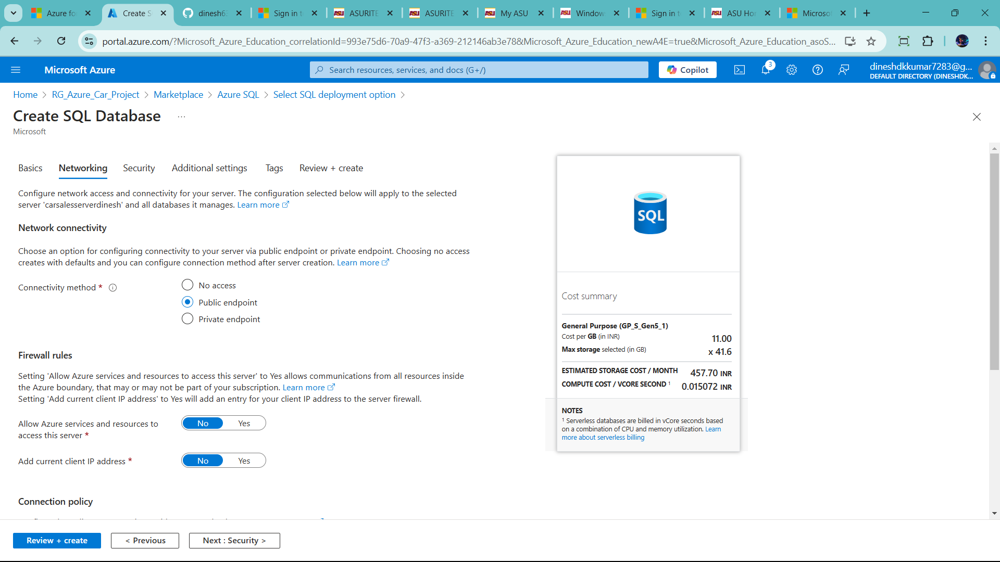 Azure fo
Create S
dinesh63
Sign in t
ASURITE
ASURITE
My ASU
Window
Sign in t
ASU Hor
Microsof
portal.azure.com/?Microsoft_Azure_Education_correlationId=993e75d6-70a9-47f3-a369-212146ab3e78&Microsoft_Azure_Education_newA4E=true&Microsoft_Azure_Education_asoS...
Microsoft Azure
Search resources, services, and docs (G+/)
Copilot
3
dineshdkkumar7283@g...
DEFAULT DIRECTORY (DINESHDK...
Home > RG_Azure_Car_Project > Marketplace > Azure SQL > Select SQL deployment option >
Create SQL Database ...
Microsoft
Basics Networking Security Additional settings Tags Review + create
Configure network access and connectivity for your server. The configuration selected below will apply to the selected
server 'carsalesserverdinesh' and all databases it manages. Learn more
Network connectivity
Choose an option for configuring connectivity to your server via public endpoint or private endpoint. Choosing no access
creates with defaults and you can configure connection method after server creation. Learn more
Connectivity method *
No access
Public endpoint
Private endpoint
Firewall rules
Setting 'Allow Azure services and resources to access this server' to Yes allows communications from all resources inside
the Azure boundary, that may or may not be part of your subscription. Learn more
Setting 'Add current client IP address' to Yes will add an entry for your client IP address to the server firewall.
Allow Azure services and resources to
access this server *
No Yes
Add current client IP address *
No Yes
Connection policy
SQL
Cost summary
General Purpose (GP_S_Gen5_1)
Cost per GB (in INR) 11.00
Max storage selected (in GB) x 41.6
ESTIMATED STORAGE COST / MONTH 457.70 INR
COMPUTE COST / VCORE SECOND ¹ 0.015072 INR
NOTES
¹ Serverless databases are billed in vCore seconds based
on a combination of CPU and memory utilization. Learn
more about serverless billing
Review + create
< Previous
Next : Security >